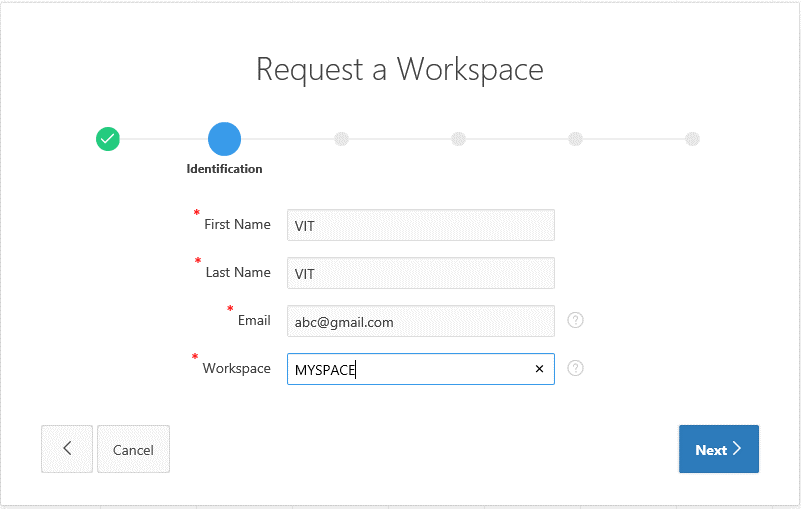 Request a Workspace
Identification
* First Name VIT
* Last Name VIT
* Email abc@gmail.com ?
* Workspace MYSPACE × ?
< Cancel Next >